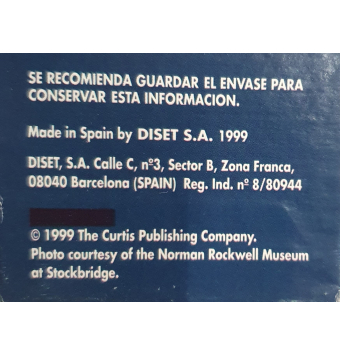 SE RECOMIENDA GUARDAR EL ENVASE PARA
CONSERVAR ESTA INFORMACION.
Made in Spain by DISET S.A. 1999
DISET, S.A. Calle C, nº3, Sector B, Zona Franca,
08040 Barcelona (SPAIN) Reg. Ind. nº 8/80944
© 1999 The Curtis Publishing Company.
Photo courtesy of the Norman Rockwell Museum
at Stockbridge.